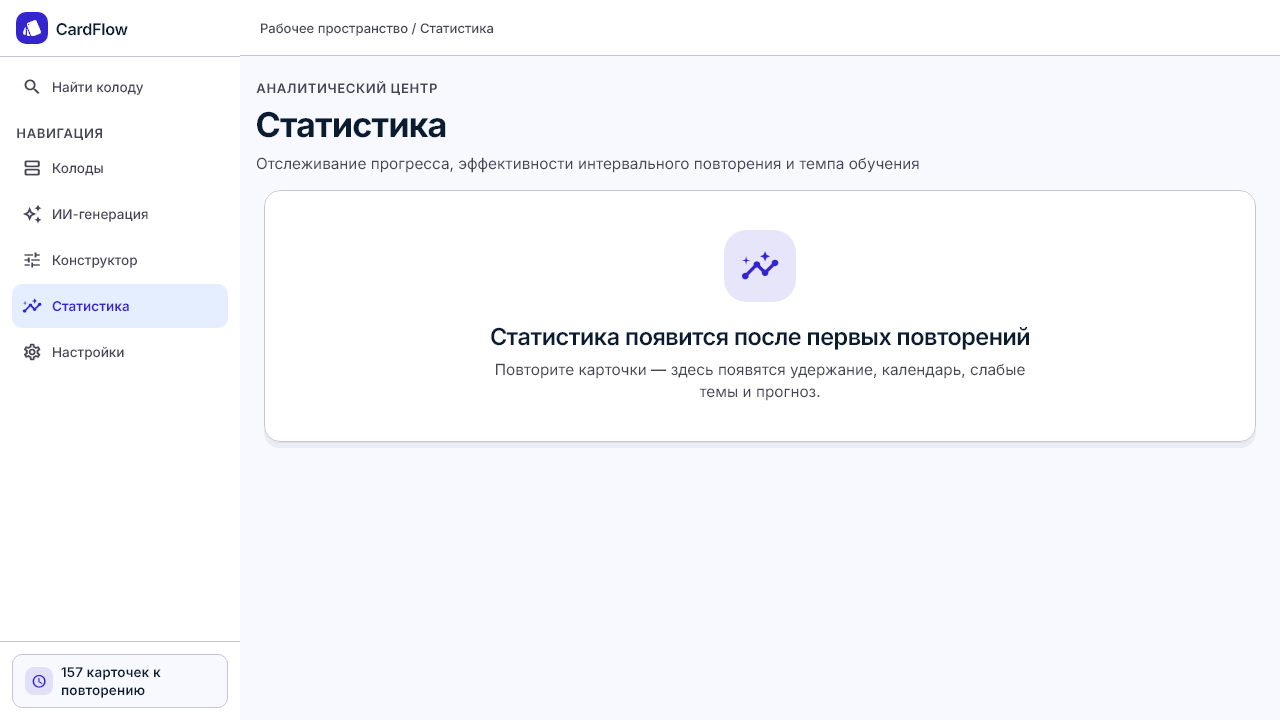 CardFlow
Рабочее пространство / Статистика
Найти колоду
НАВИГАЦИЯ
Колоды
ИИ-генерация
Конструктор
Статистика
Настройки
157 карточек к
повторению
АНАЛИТИЧЕСКИЙ ЦЕНТР
Статистика
Отслеживание прогресса, эффективности интервального повторения и темпа обучения
Статистика появится после первых повторений
Повторите карточки — здесь появятся удержание, календарь, слабые
темы и прогноз.